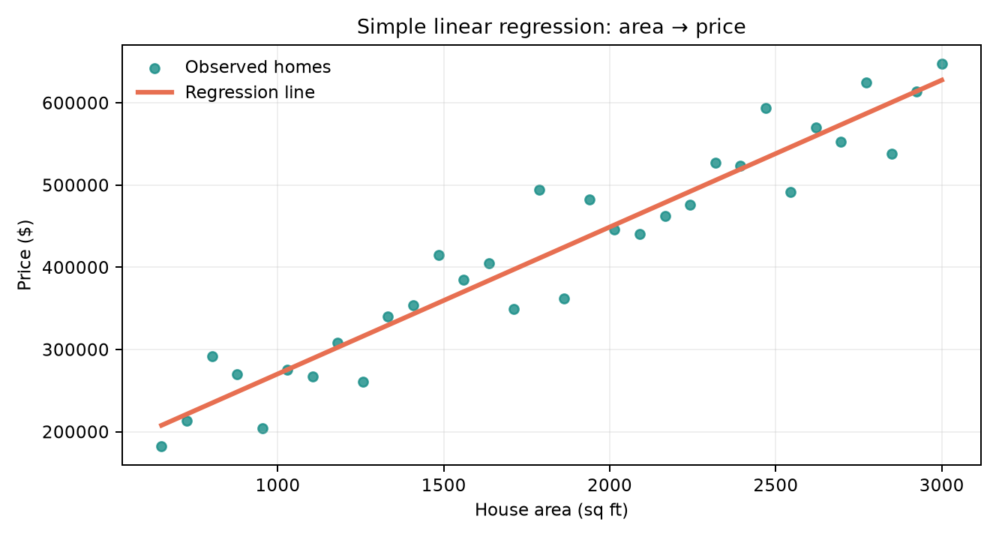 Simple linear regression: area → price
Observed homes
Regression line
Price ($)
600000
500000
400000
300000
200000
1000
1500
2000
2500
3000
House area (sq ft)